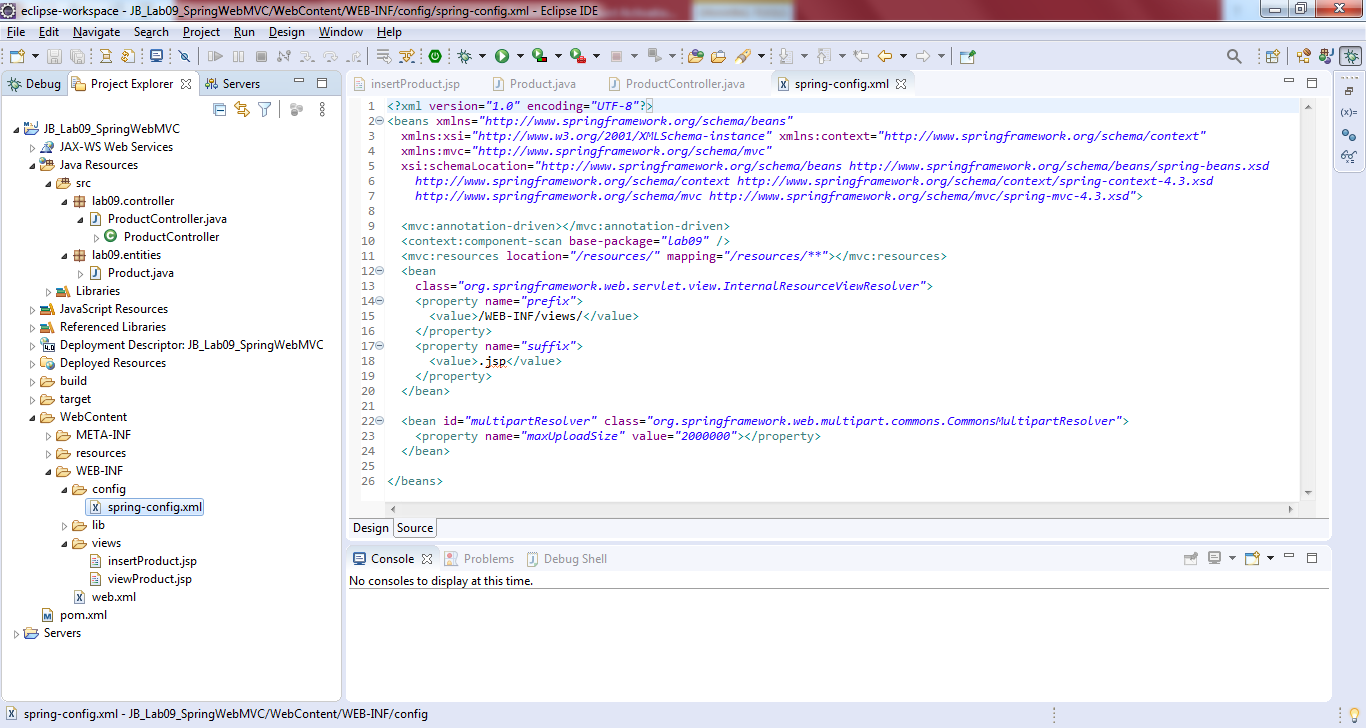 eclipse-workspace - JB_Lab09_SpringWebMVC/WebContent/WEB-INF/config/spring-config.xml - Eclipse IDE
File Edit Navigate Search Project Run Design Window Help
Debug Project Explorer Servers
JB_Lab09_SpringWebMVC
JAX-WS Web Services
Java Resources
src
lab09.controller
ProductController.java
ProductController
lab09.entities
Product.java
Libraries
JavaScript Resources
Referenced Libraries
Deployment Descriptor: JB_Lab09_SpringWebMVC
Deployed Resources
build
target
WebContent
META-INF
resources
WEB-INF
config
spring-config.xml
lib
views
insertProduct.jsp
viewProduct.jsp
web.xml
pom.xml
Servers
insertProduct.jsp Product.java ProductController.java spring-config.xml
1 <?xml version="1.0" encoding="UTF-8"?>
2 <beans xmlns="http://www.springframework.org/schema/beans"
3 xmlns:xsi="http://www.w3.org/2001/XMLSchema-instance" xmlns:context="http://www.springframework.org/schema/context"
4 xmlns:mvc="http://www.springframework.org/schema/mvc"
5 xsi:schemaLocation="http://www.springframework.org/schema/beans http://www.springframework.org/schema/beans/spring-beans.xsd
6 http://www.springframework.org/schema/context http://www.springframework.org/schema/context/spring-context-4.3.xsd
7 http://www.springframework.org/schema/mvc http://www.springframework.org/schema/mvc/spring-mvc-4.3.xsd">
8
9 <mvc:annotation-driven></mvc:annotation-driven>
10 <context:component-scan base-package="lab09" />
11 <mvc:resources location="/resources/" mapping="/resources/**"></mvc:resources>
12 <bean
13 class="org.springframework.web.servlet.view.InternalResourceViewResolver">
14 <property name="prefix">
15 <value>/WEB-INF/views/</value>
16 </property>
17 <property name="suffix">
18 <value>.jsp</value>
19 </property>
20 </bean>
21
22 <bean id="multipartResolver" class="org.springframework.web.multipart.commons.CommonsMultipartResolver">
23 <property name="maxUploadSize" value="2000000"></property>
24 </bean>
25
26 </beans>
Design Source
Console Problems Debug Shell
No consoles to display at this time.
spring-config.xml - JB_Lab09_SpringWebMVC/WebContent/WEB-INF/config